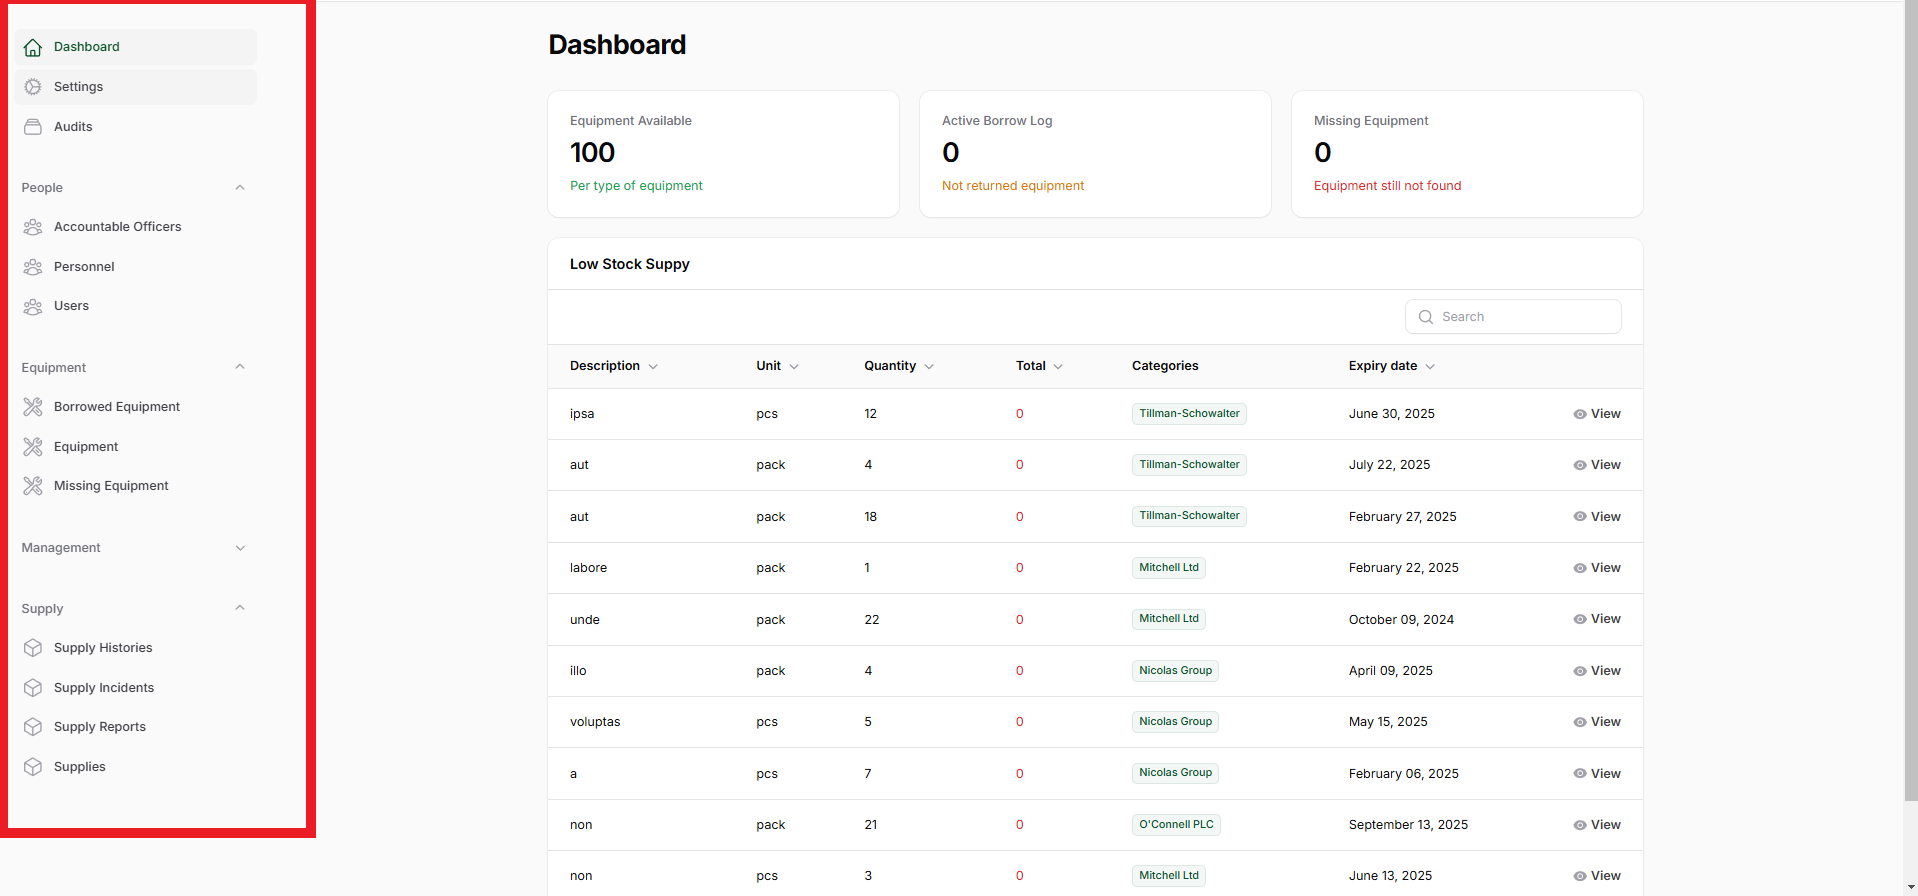 Dashboard
Settings
Audits
People
Accountable Officers
Personnel
Users
Equipment
Borrowed Equipment
Equipment
Missing Equipment
Management
Supply
Supply Histories
Supply Incidents
Supply Reports
Supplies
Dashboard
Equipment Available
100
Per type of equipment
Active Borrow Log
0
Not returned equipment
Missing Equipment
0
Equipment still not found
Low Stock Suppy
Search
Description Unit Quantity Total Categories Expiry date
ipsa pcs 12 0 Tillman-Schowalter June 30, 2025 View
aut pack 4 0 Tillman-Schowalter July 22, 2025 View
aut pack 18 0 Tillman-Schowalter February 27, 2025 View
labore pack 1 0 Mitchell Ltd February 22, 2025 View
unde pack 22 0 Mitchell Ltd October 09, 2024 View
illo pack 4 0 Nicolas Group April 09, 2025 View
voluptas pcs 5 0 Nicolas Group May 15, 2025 View
a pcs 7 0 Nicolas Group February 06, 2025 View
non pack 21 0 O'Connell PLC September 13, 2025 View
non pcs 3 0 Mitchell Ltd June 13, 2025 View